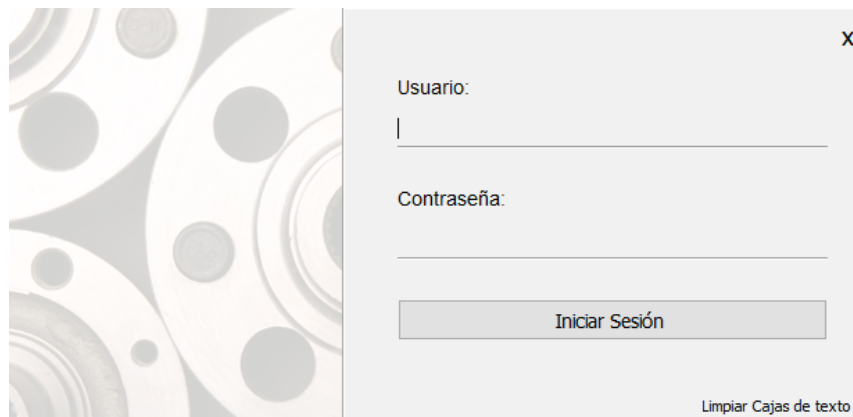 X
Usuario:
Contraseña:
Iniciar Sesión
Limpiar Cajas de texto